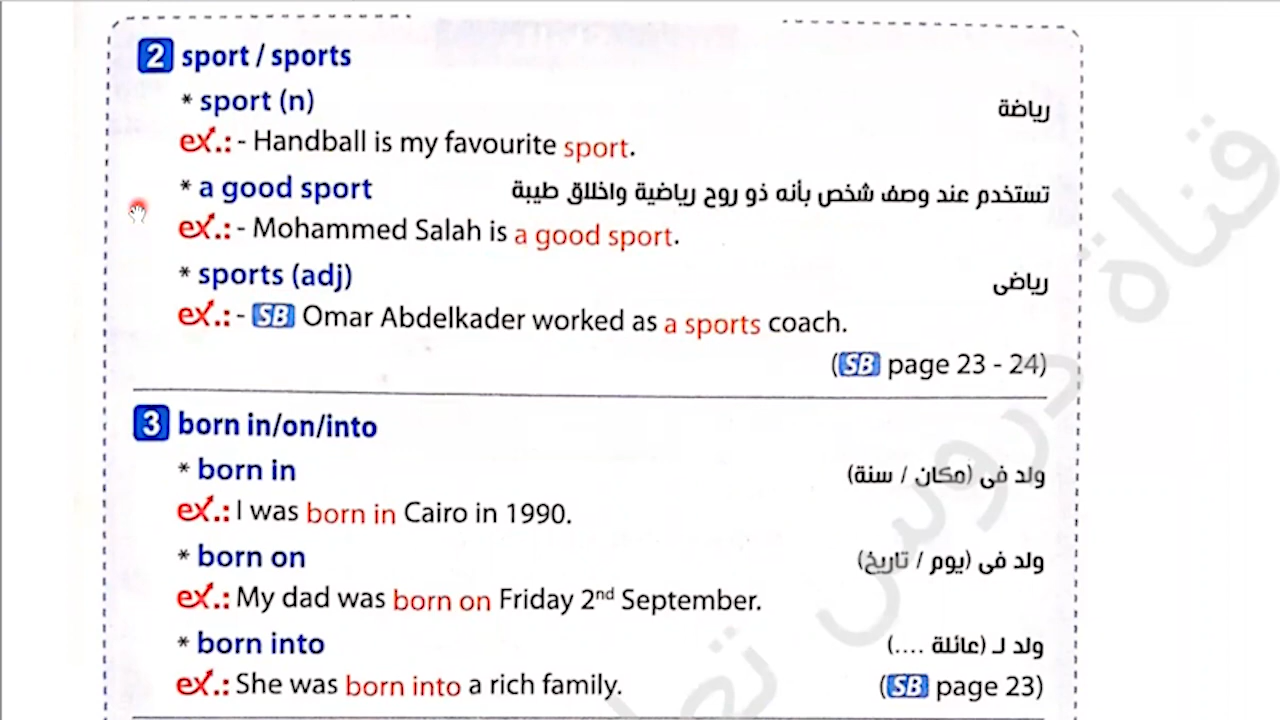 2 sport / sports
* sport (n) رياضة
ex.: - Handball is my favourite sport.
* a good sport تستخدم عند وصف شخص بأنه ذو روح رياضية واخلاق طيبة
ex.: - Mohammed Salah is a good sport.
* sports (adj) رياضى
ex.: - SB Omar Abdelkader worked as a sports coach.
(SB page 23 - 24)
3 born in/on/into
* born in ولد فى (مكان / سنة)
ex.: I was born in Cairo in 1990.
* born on ولد فى (يوم / تاريخ)
ex.: My dad was born on Friday 2nd September.
* born into ولد لـ (عائلة ....)
ex.: She was born into a rich family. (SB page 23)
قناة دروس